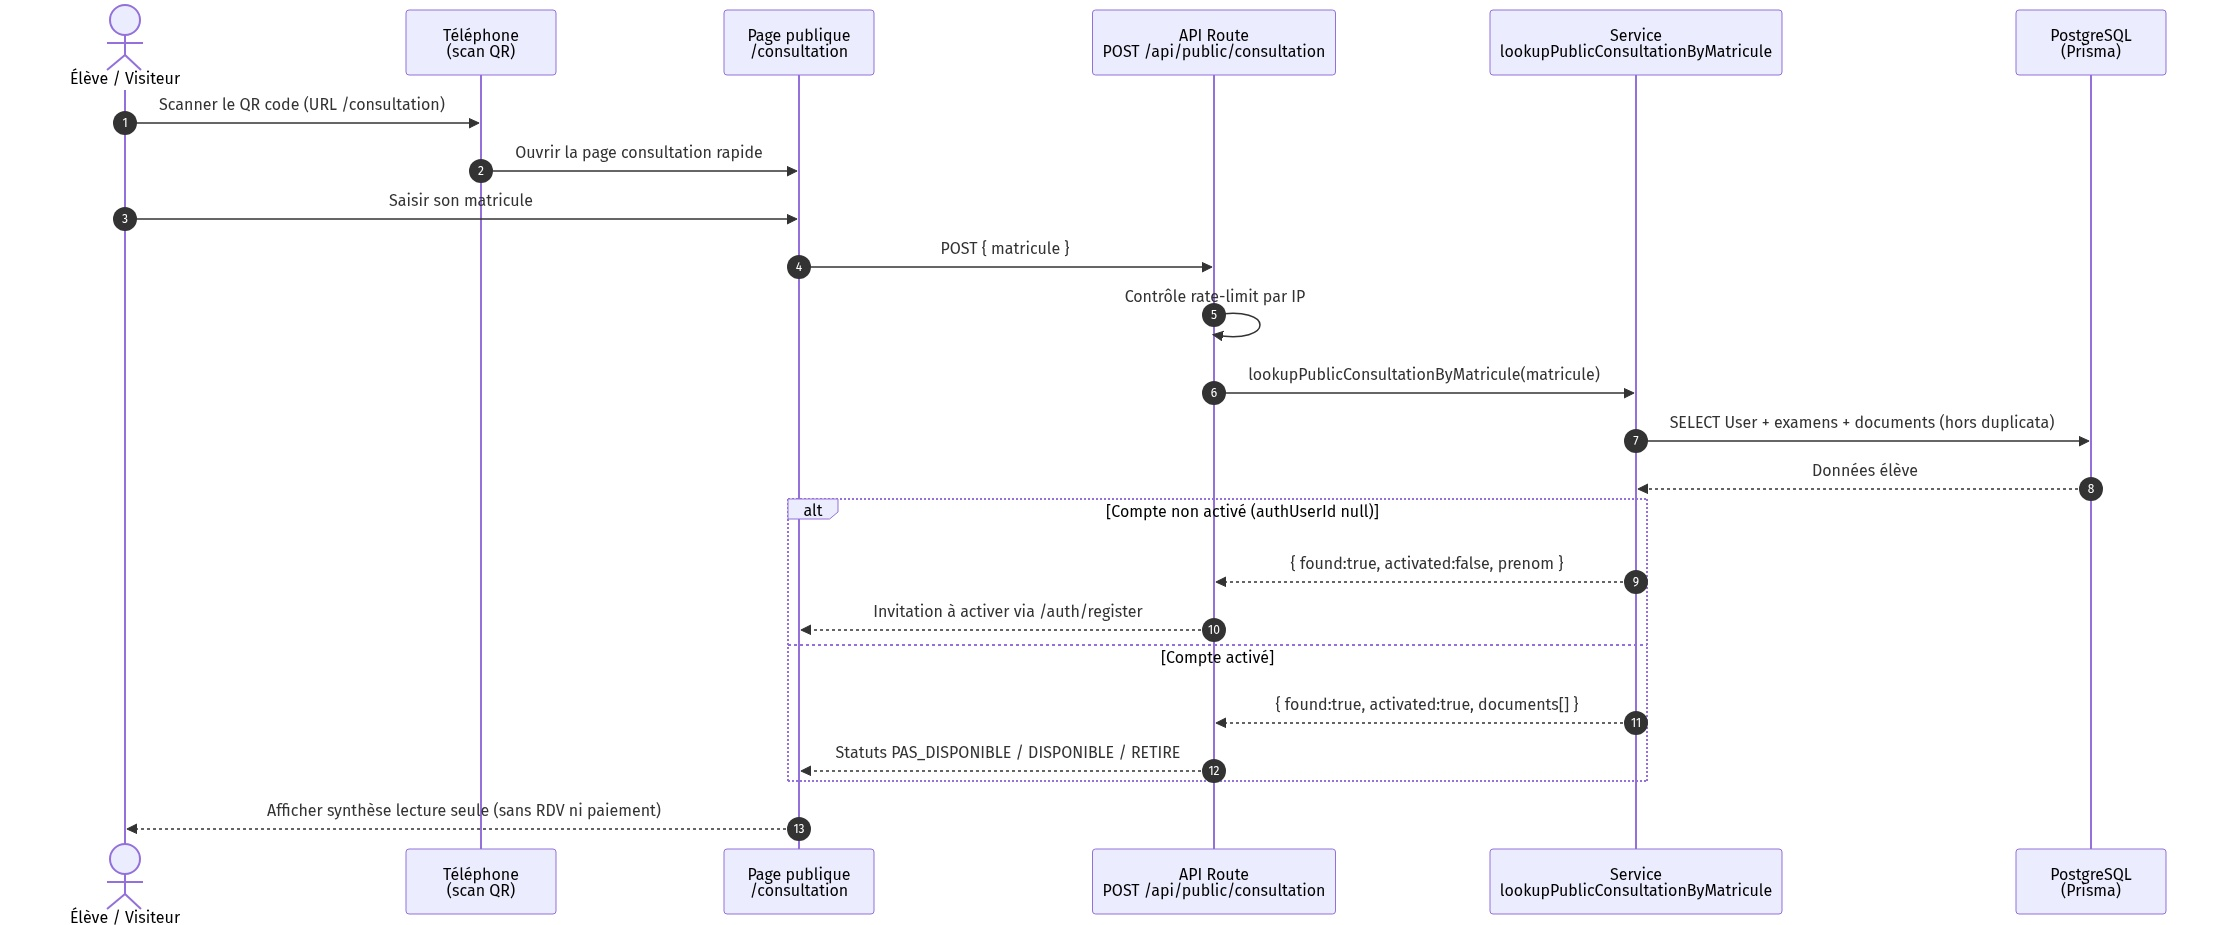 Élève / Visiteur
Téléphone
(scan QR)
Page publique
/consultation
API Route
POST /api/public/consultation
Service
lookupPublicConsultationByMatricule
PostgreSQL
(Prisma)
Scanner le QR code (URL /consultation)
1
Ouvrir la page consultation rapide
2
Saisir son matricule
3
POST { matricule }
4
Contrôle rate-limit par IP
5
lookupPublicConsultationByMatricule(matricule)
6
SELECT User + examens + documents (hors duplicata)
7
Données élève
8
alt
[Compte non activé (authUserId null)]
{ found:true, activated:false, prenom }
9
Invitation à activer via /auth/register
10
[Compte activé]
{ found:true, activated:true, documents[] }
11
Statuts PAS_DISPONIBLE / DISPONIBLE / RETIRE
12
Afficher synthèse lecture seule (sans RDV ni paiement)
13
Élève / Visiteur
Téléphone
(scan QR)
Page publique
/consultation
API Route
POST /api/public/consultation
Service
lookupPublicConsultationByMatricule
PostgreSQL
(Prisma)